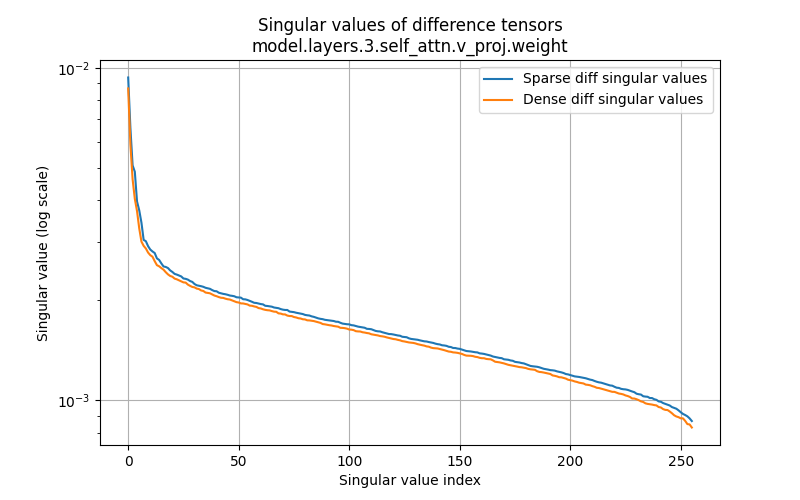 Singular values of difference tensors
model.layers.3.self_attn.v_proj.weight
Sparse diff singular values
Dense diff singular values
Singular value (log scale)
10⁻²
10⁻³
0 50 100 150 200 250
Singular value index